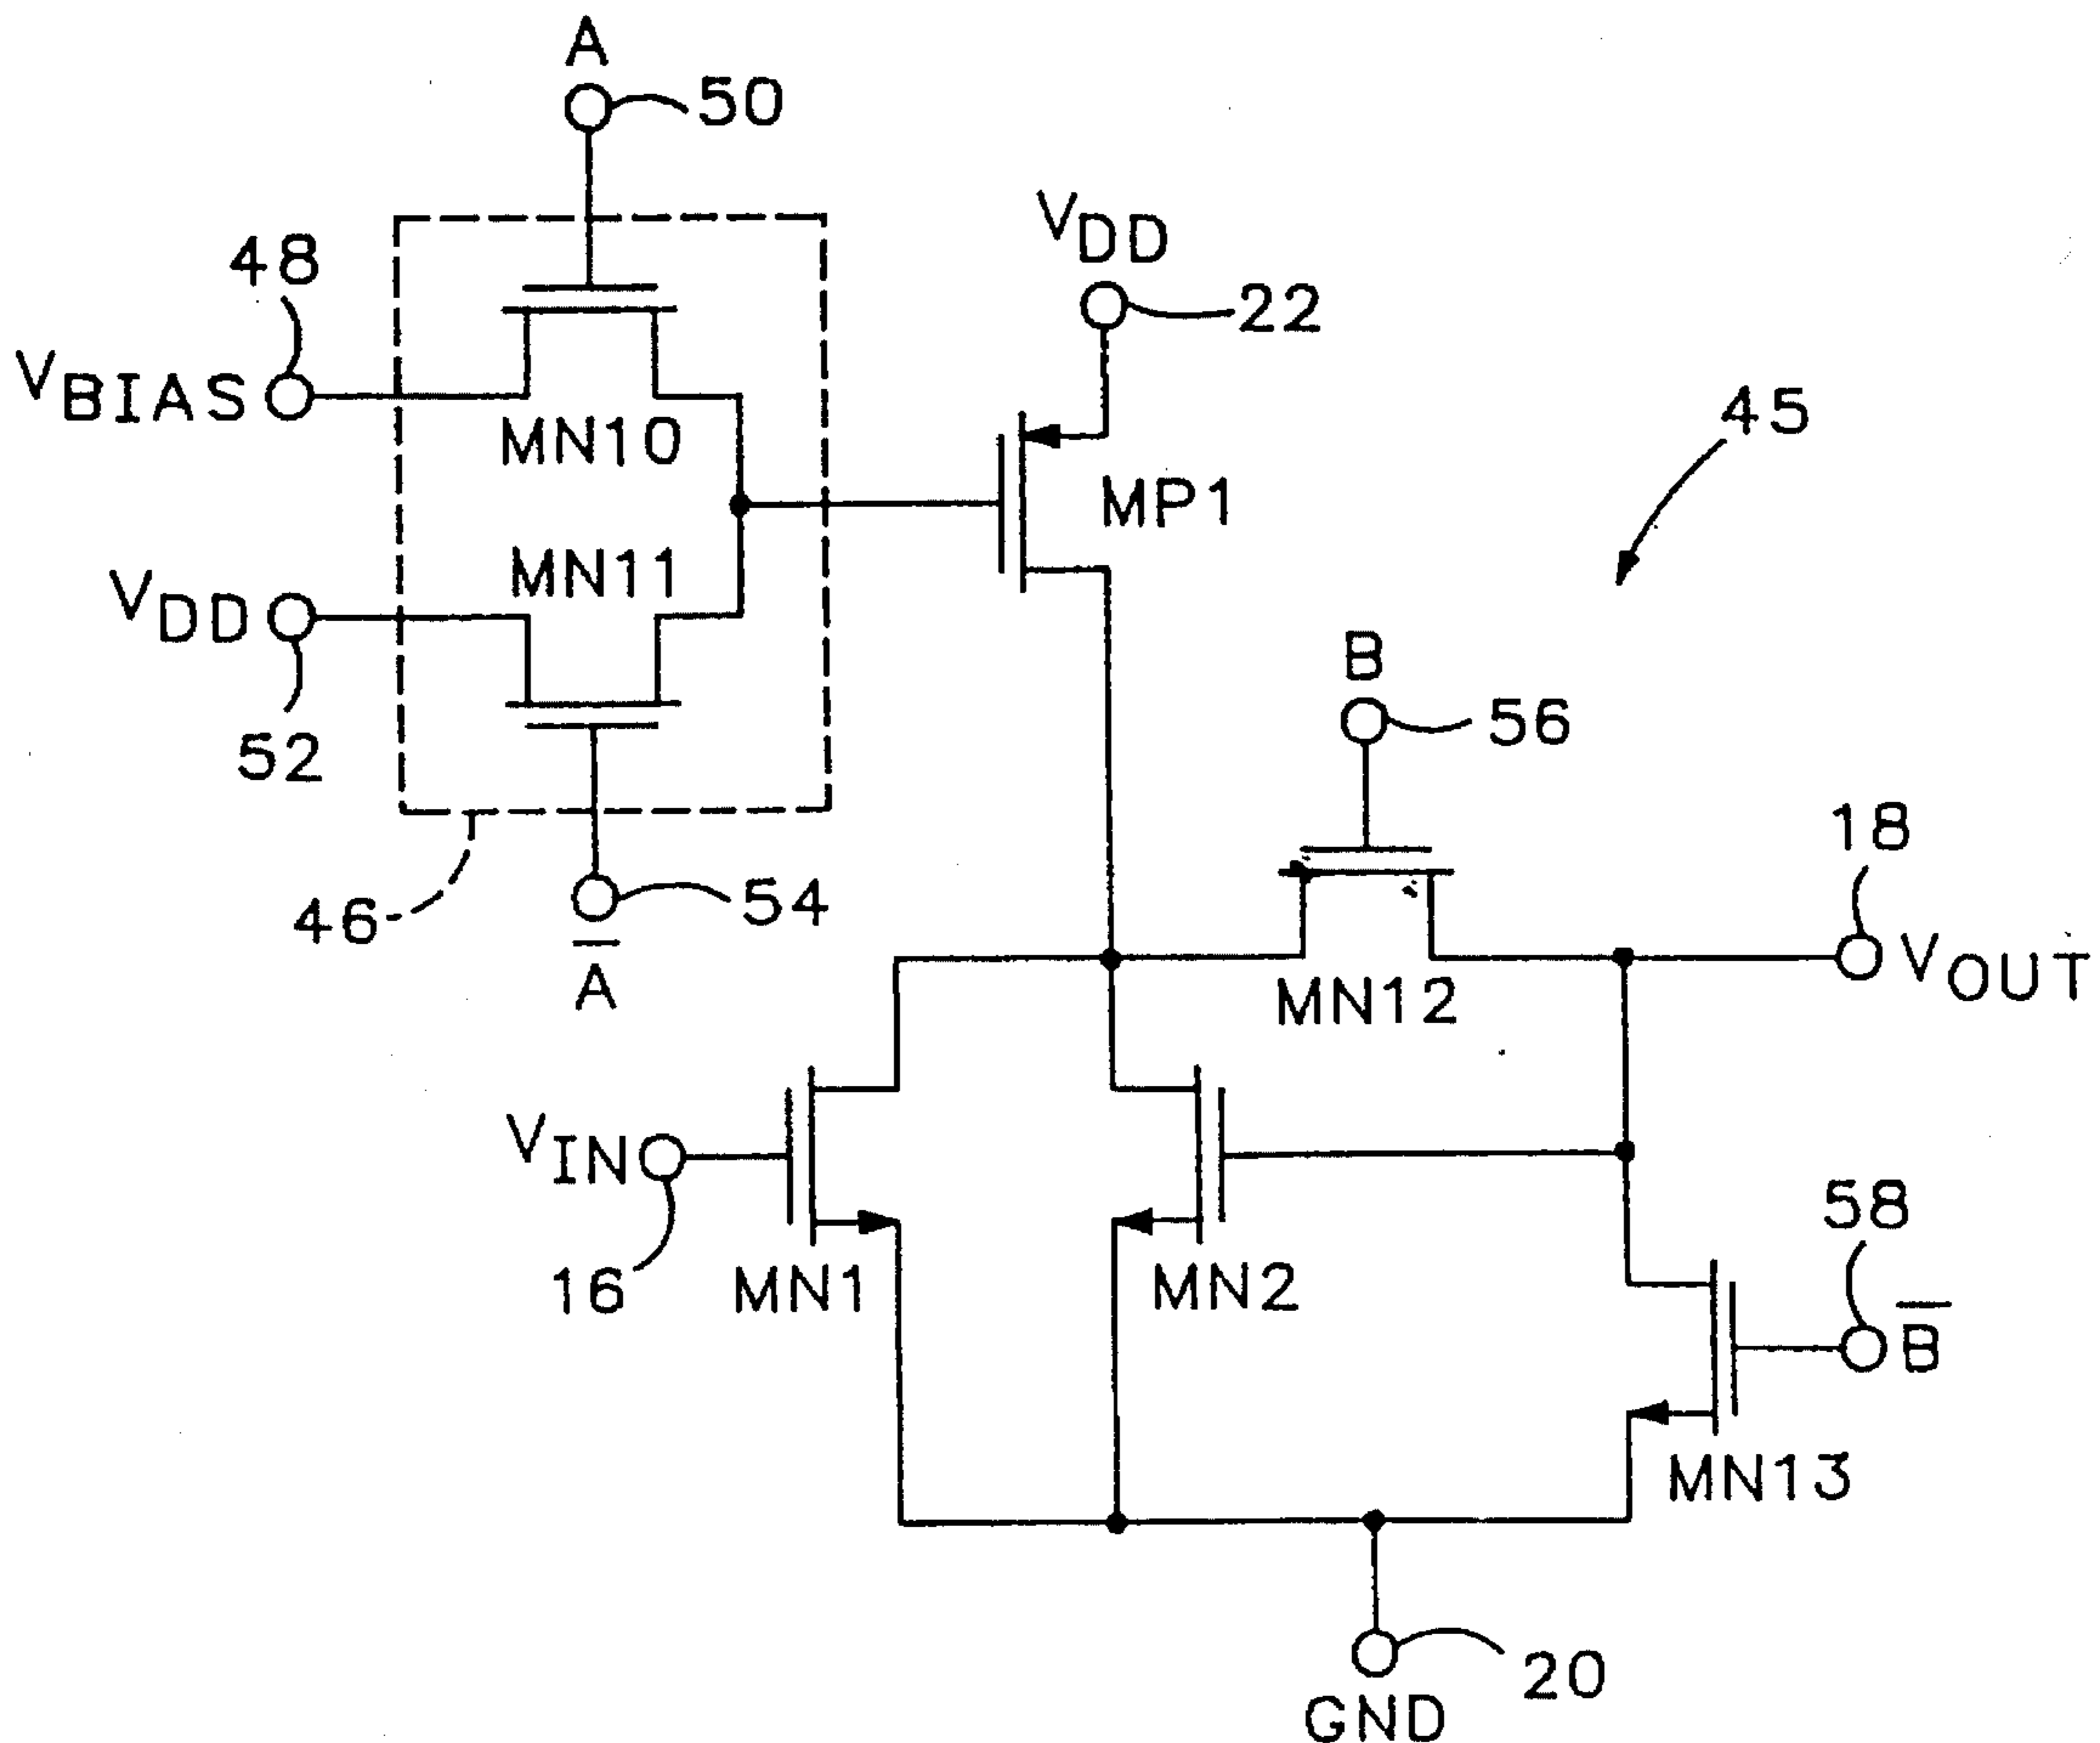 A
50
VDD
48
22
VBIAS
45
MN10
MP1
MN11
VDD
B
56
52
18
46
54
A̅
VOUT
MN12
VIN
58
16
MN1
MN2
B̅
MN13
20
GND